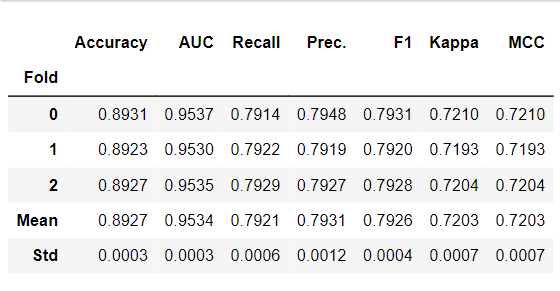 Accuracy AUC Recall Prec. F1 Kappa MCC
Fold
0 0.8931 0.9537 0.7914 0.7948 0.7931 0.7210 0.7210
1 0.8923 0.9530 0.7922 0.7919 0.7920 0.7193 0.7193
2 0.8927 0.9535 0.7929 0.7927 0.7928 0.7204 0.7204
Mean 0.8927 0.9534 0.7921 0.7931 0.7926 0.7203 0.7203
Std 0.0003 0.0003 0.0006 0.0012 0.0004 0.0007 0.0007